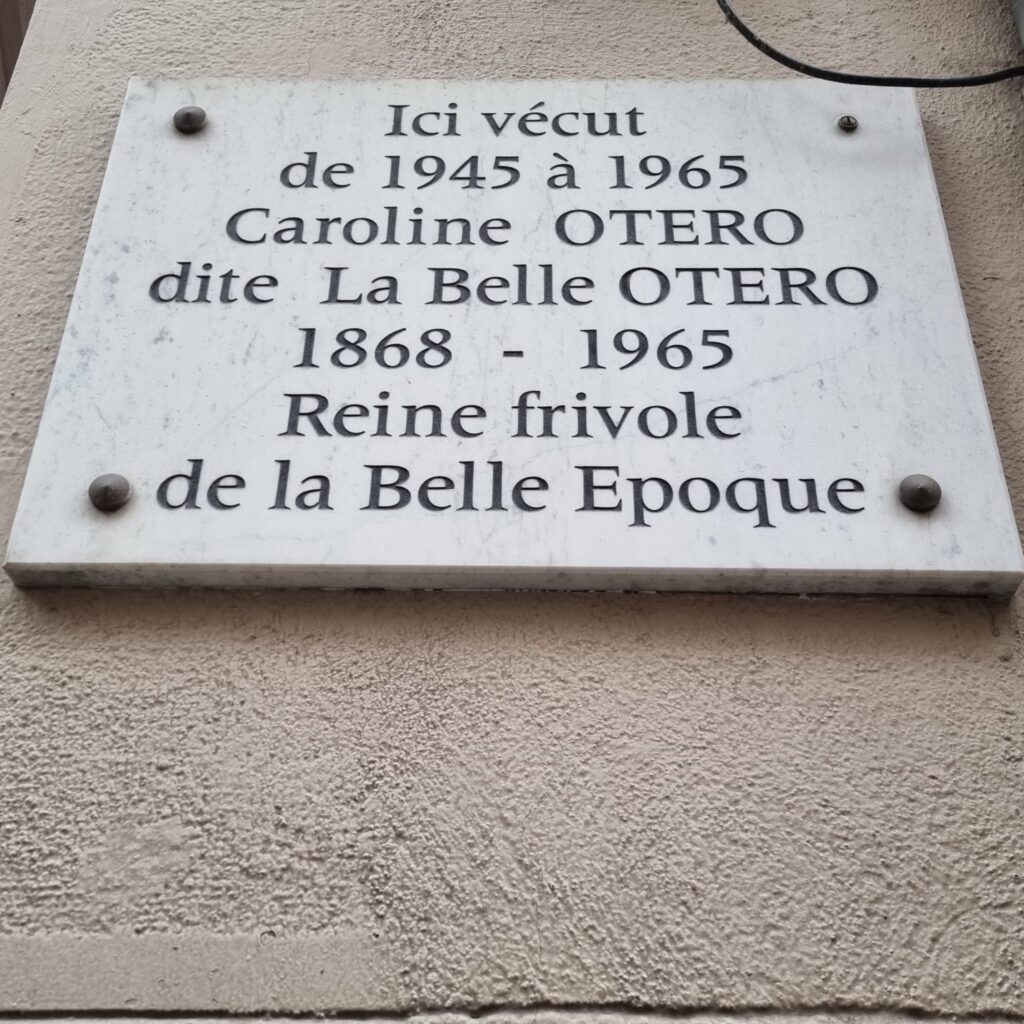 Ici vécut
de 1945 à 1965
Caroline OTERO
dite La Belle OTERO
1868 - 1965
Reine frivole
de la Belle Epoque